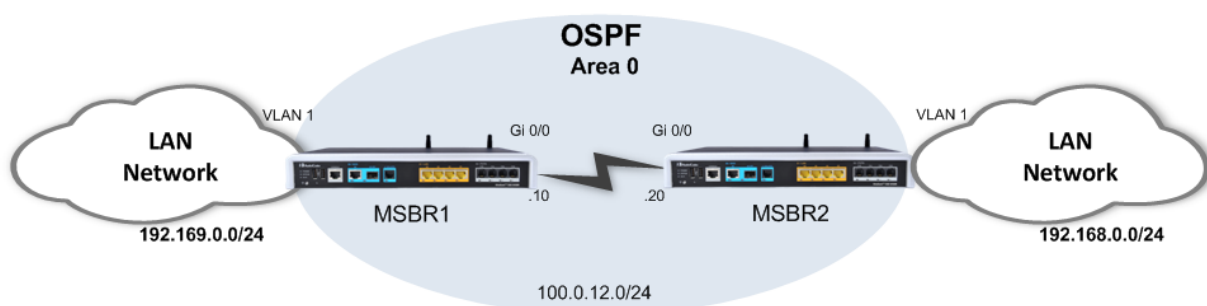 OSPF
Area 0
VLAN 1
LAN
Network
192.169.0.0/24
Gi 0/0
.10
MSBR1
Gi 0/0
.20
MSBR2
VLAN 1
LAN
Network
192.168.0.0/24
100.0.12.0/24